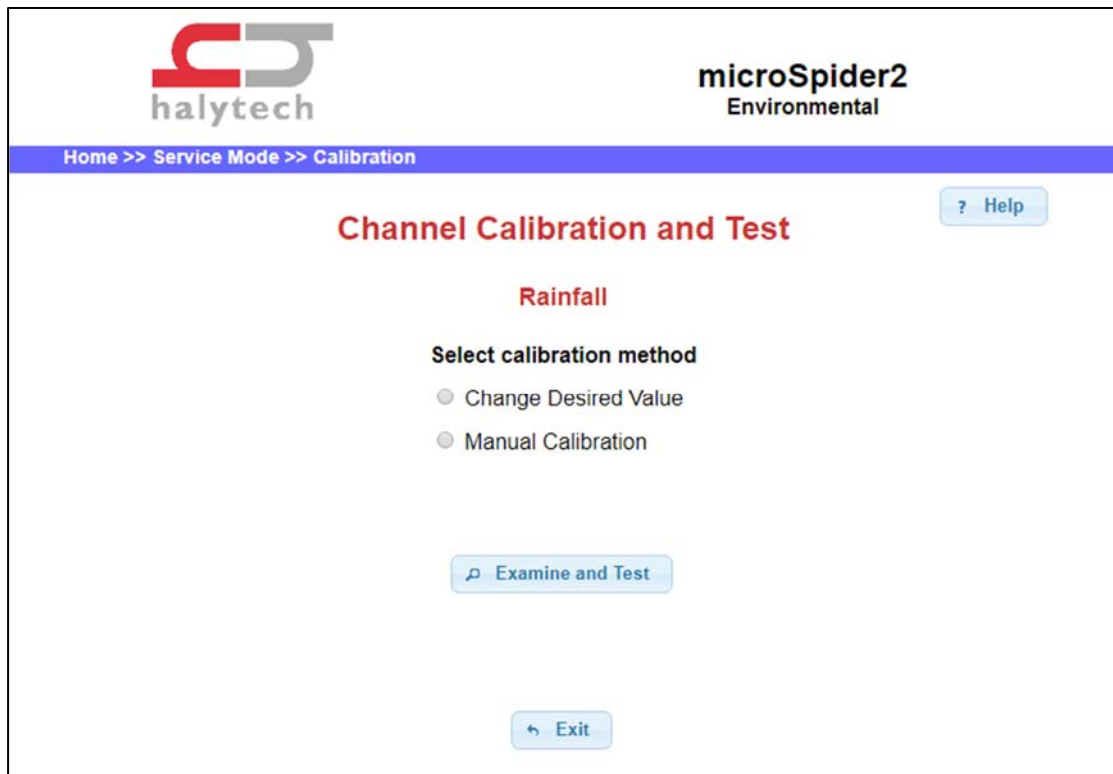 halytech
microSpider2
Environmental
Home >> Service Mode >> Calibration
? Help
Channel Calibration and Test
Rainfall
Select calibration method
Change Desired Value
Manual Calibration
Examine and Test
Exit